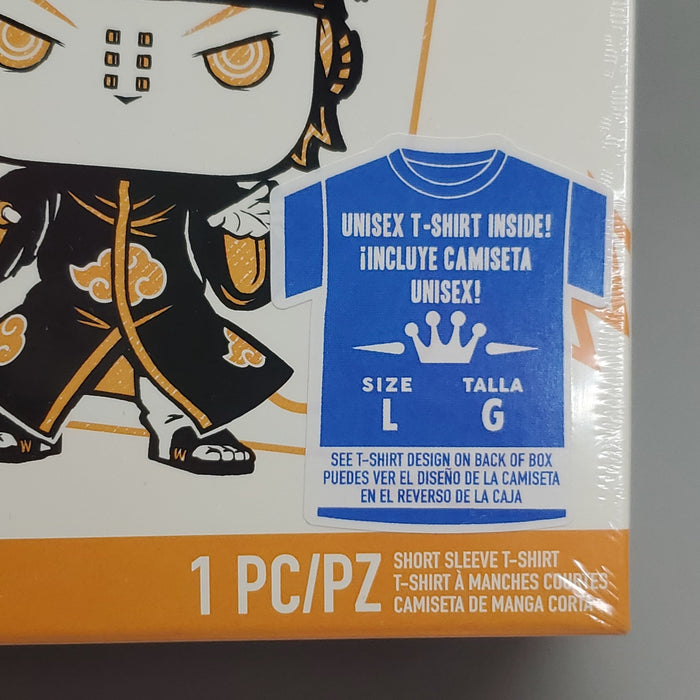 UNISEX T-SHIRT INSIDE!
¡INCLUYE CAMISETA
UNISEX!
SIZE TALLA
L G
SEE T-SHIRT DESIGN ON BACK OF BOX
PUEDES VER EL DISEÑO DE LA CAMISETA
EN EL REVERSO DE LA CAJA
1 PC/PZ
SHORT SLEEVE T-SHIRT
T-SHIRT À MANCHES COURTES
CAMISETA DE MANGA CORTA